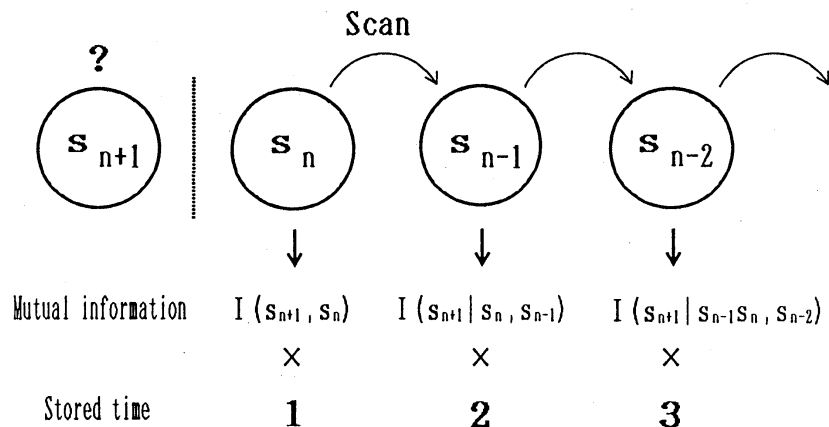 Scan
?
s n+1 s n s n-1 s n-2
Mutual information I (s n+1 , s n) I (s n+1 | s n , s n-1) I (s n+1 | s n-1 s n , s n-2)
× × ×
Stored time 1 2 3